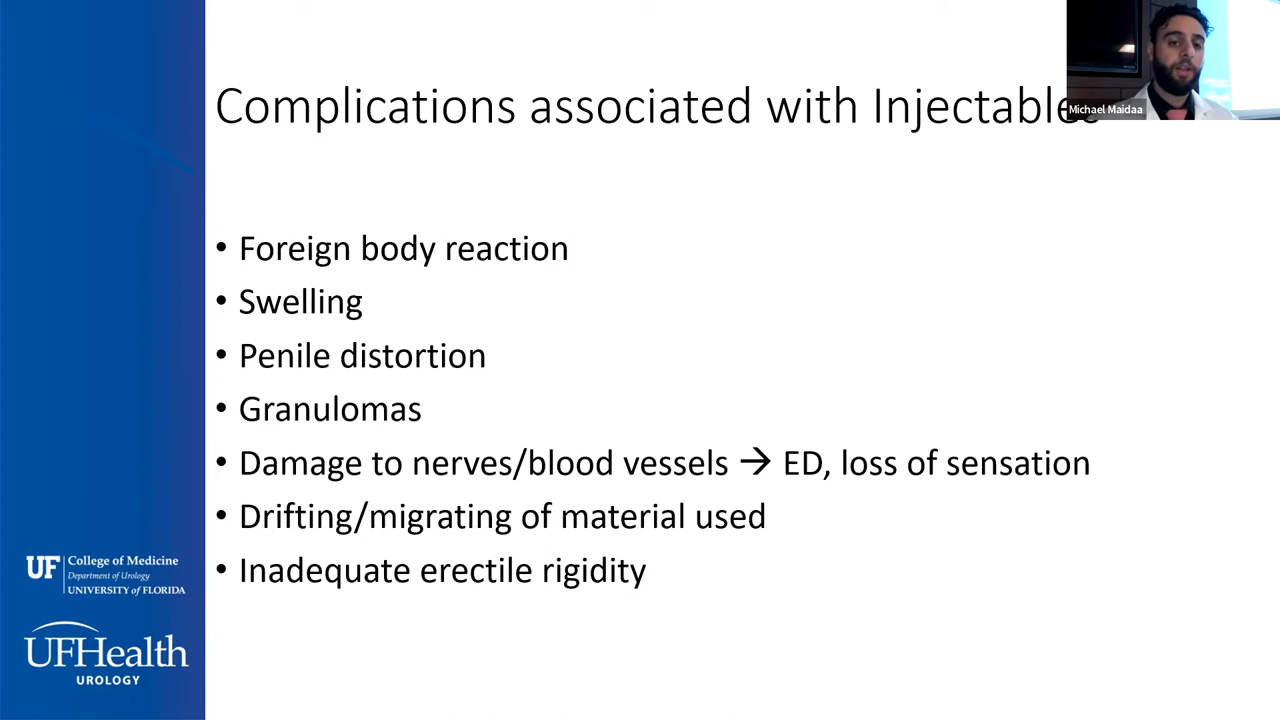 Complications associated with Injectables
Michael Maidaa
• Foreign body reaction
• Swelling
• Penile distortion
• Granulomas
• Damage to nerves/blood vessels → ED, loss of sensation
• Drifting/migrating of material used
• Inadequate erectile rigidity
UF College of Medicine
Department of Urology
UNIVERSITY of FLORIDA
UFHealth
UROLOGY